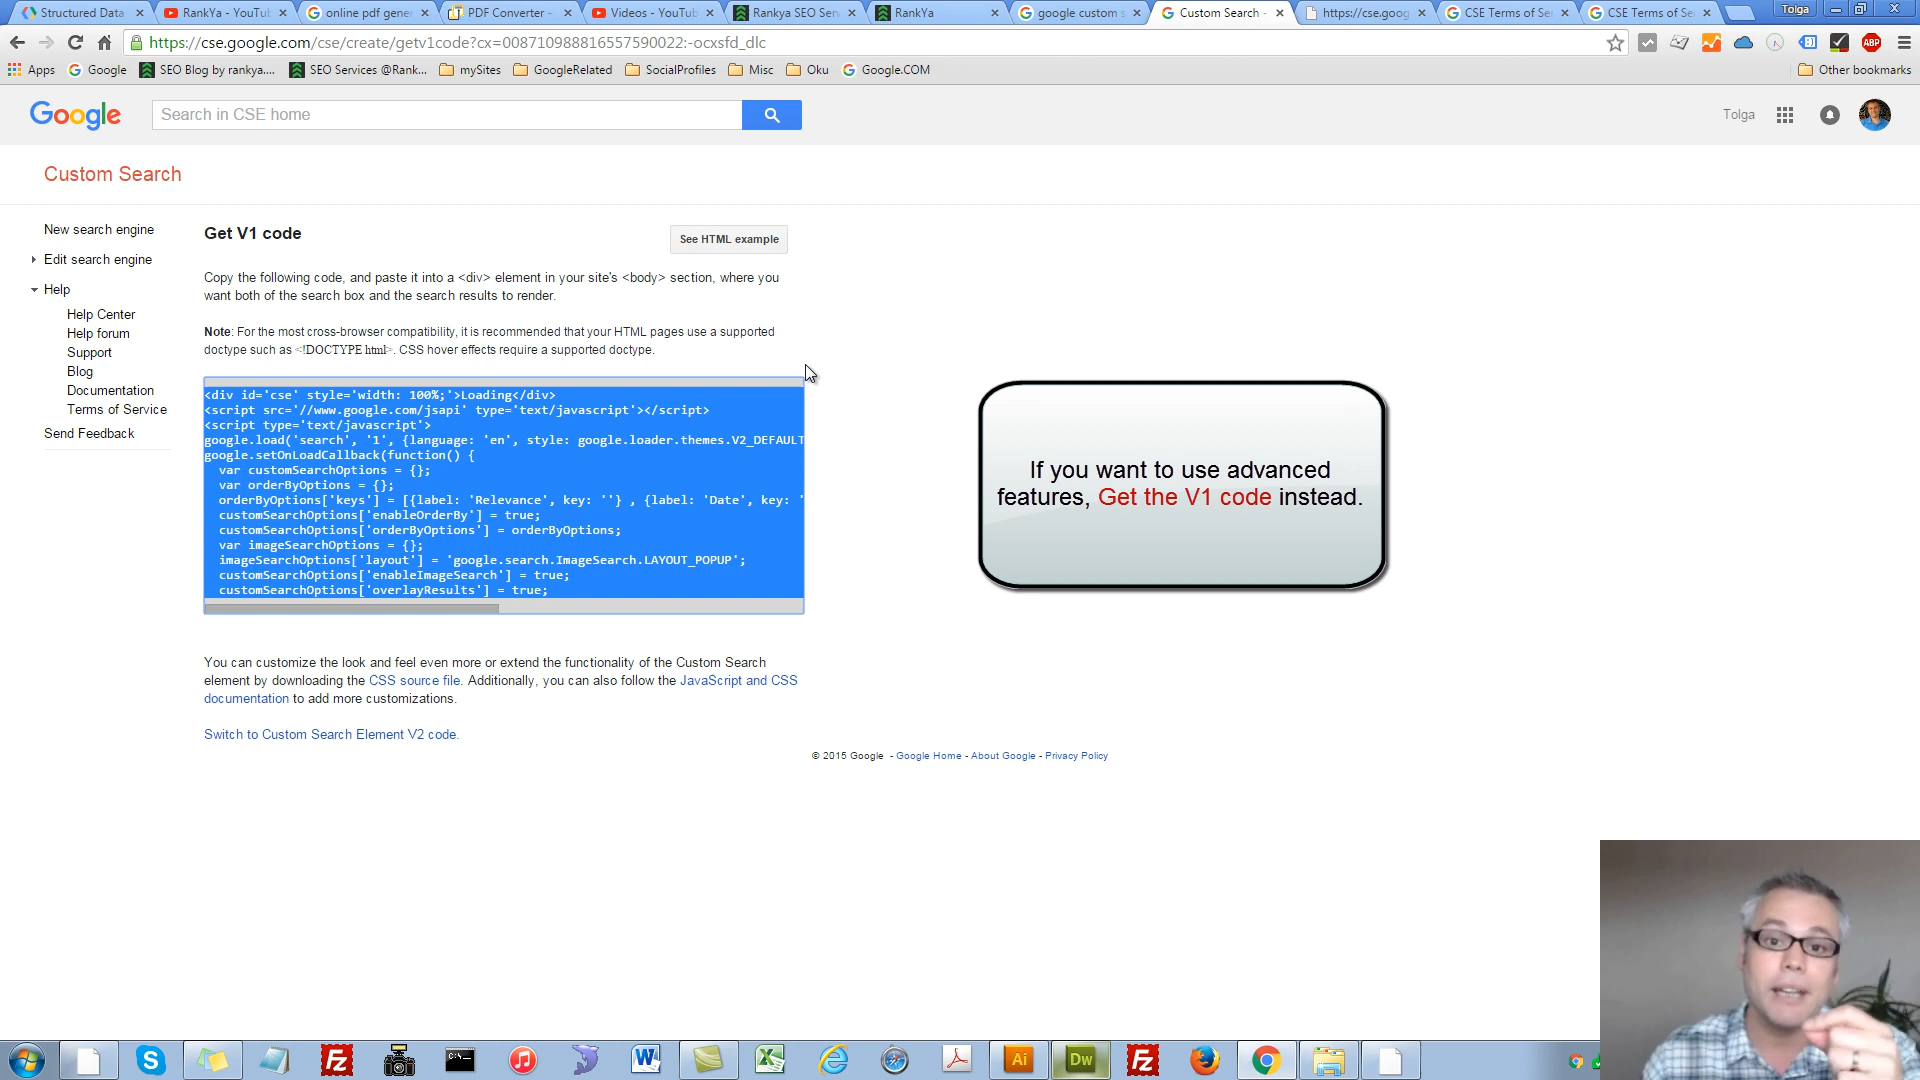 Structured Data
RankYa - YouTu
online pdf gene
PDF Converter -
Videos - YouTu
Rankya SEO Ser
RankYa
google custom s
Custom Search -
https://cse.goog
CSE Terms of Se
CSE Terms of Se
Tolga
https://cse.google.com/cse/create/getv1code?cx=008710988816557590022:-ocxsfd_dlc
ABP
Apps
Google
SEO Blog by rankya....
SEO Services @Rank...
mySites
GoogleRelated
SocialProfiles
Misc
Oku
Google.COM
Other bookmarks
Google
Search in CSE home
Tolga
Custom Search
New search engine
Edit search engine
Help
Help Center
Help forum
Support
Blog
Documentation
Terms of Service
Send Feedback
Get V1 code
See HTML example
Copy the following code, and paste it into a <div> element in your site's <body> section, where you
want both of the search box and the search results to render.
Note: For the most cross-browser compatibility, it is recommended that your HTML pages use a supported
doctype such as <!DOCTYPE html>. CSS hover effects require a supported doctype.
<div id='cse' style='width: 100%;'>Loading</div>
<script src='//www.google.com/jsapi' type='text/javascript'></script>
<script type='text/javascript'>
google.load('search', '1', {language: 'en', style: google.loader.themes.V2_DEFAULT
google.setOnLoadCallback(function() {
var customSearchOptions = {};
var orderByOptions = {};
orderByOptions['keys'] = [{label: 'Relevance', key: ''} , {label: 'Date', key: '
customSearchOptions['enableOrderBy'] = true;
customSearchOptions['orderByOptions'] = orderByOptions;
var imageSearchOptions = {};
imageSearchOptions['layout'] = 'google.search.ImageSearch.LAYOUT_POPUP';
customSearchOptions['enableImageSearch'] = true;
customSearchOptions['overlayResults'] = true;
You can customize the look and feel even more or extend the functionality of the Custom Search
element by downloading the CSS source file. Additionally, you can also follow the JavaScript and CSS
documentation to add more customizations.
Switch to Custom Search Element V2 code.
© 2015 Google - Google Home - About Google - Privacy Policy
If you want to use advanced
features, Get the V1 code instead.
Ai
Dw